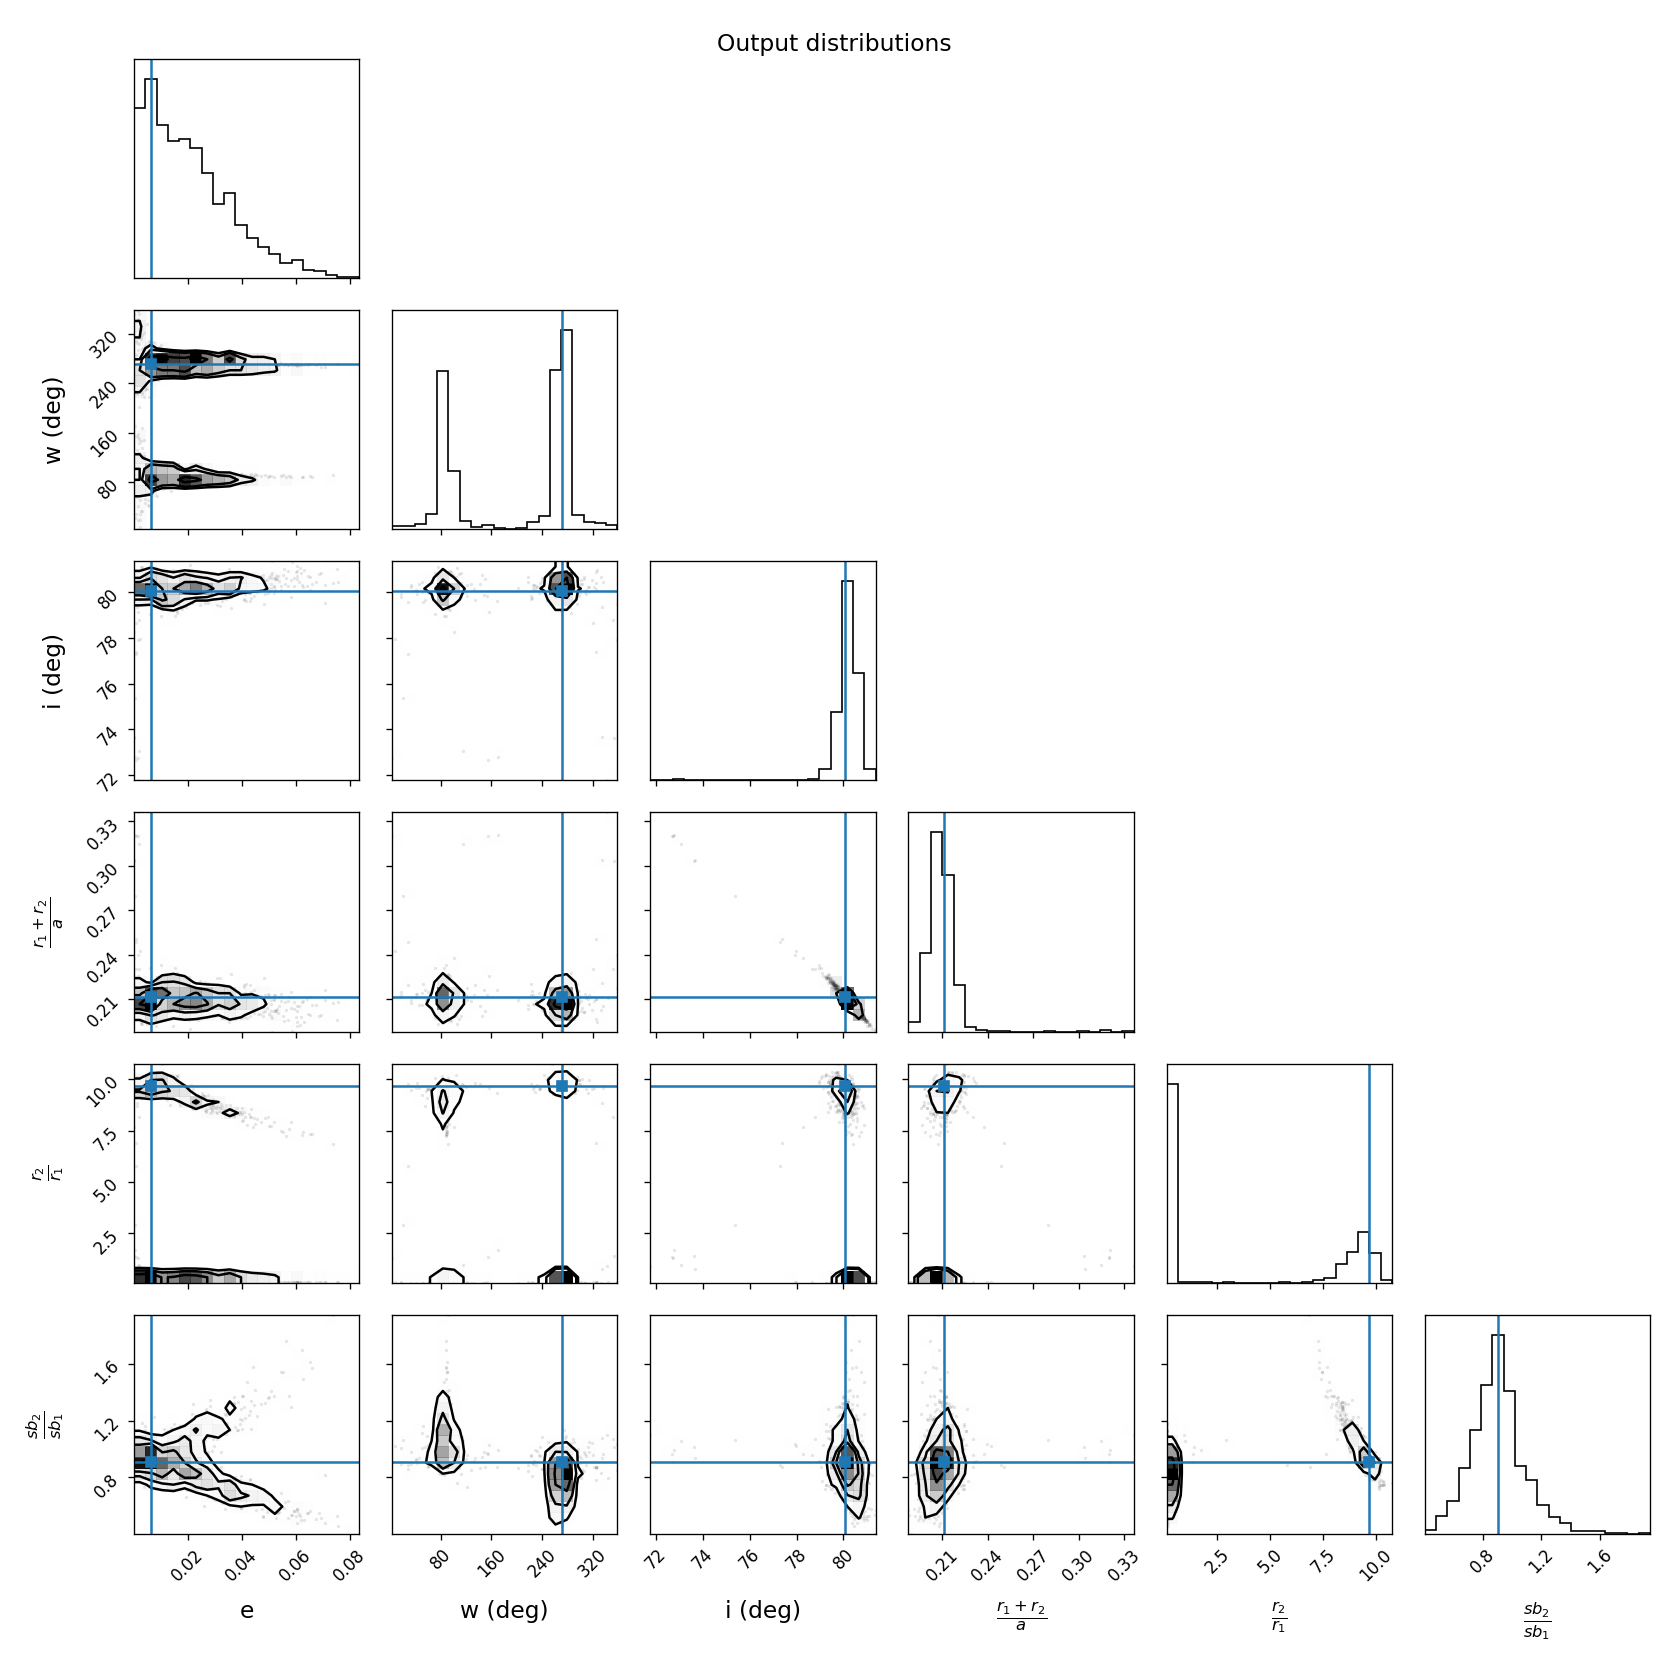 Output distributions
w (deg)
320
240
160
80
i (deg)
80
78
76
74
72
r₁ + r₂
a
0.33
0.30
0.27
0.24
0.21
r₂
r₁
10.0
7.5
5.0
2.5
sb₂
sb₁
1.6
1.2
0.8
0.02 0.04 0.06 0.08 80 160 240 320 72 74 76 78 80 0.21 0.24 0.27 0.30 0.33 2.5 5.0 7.5 10.0 0.8 1.2 1.6
e w (deg) i (deg)
r₁ + r₂ r₂ sb₂
a r₁ sb₁